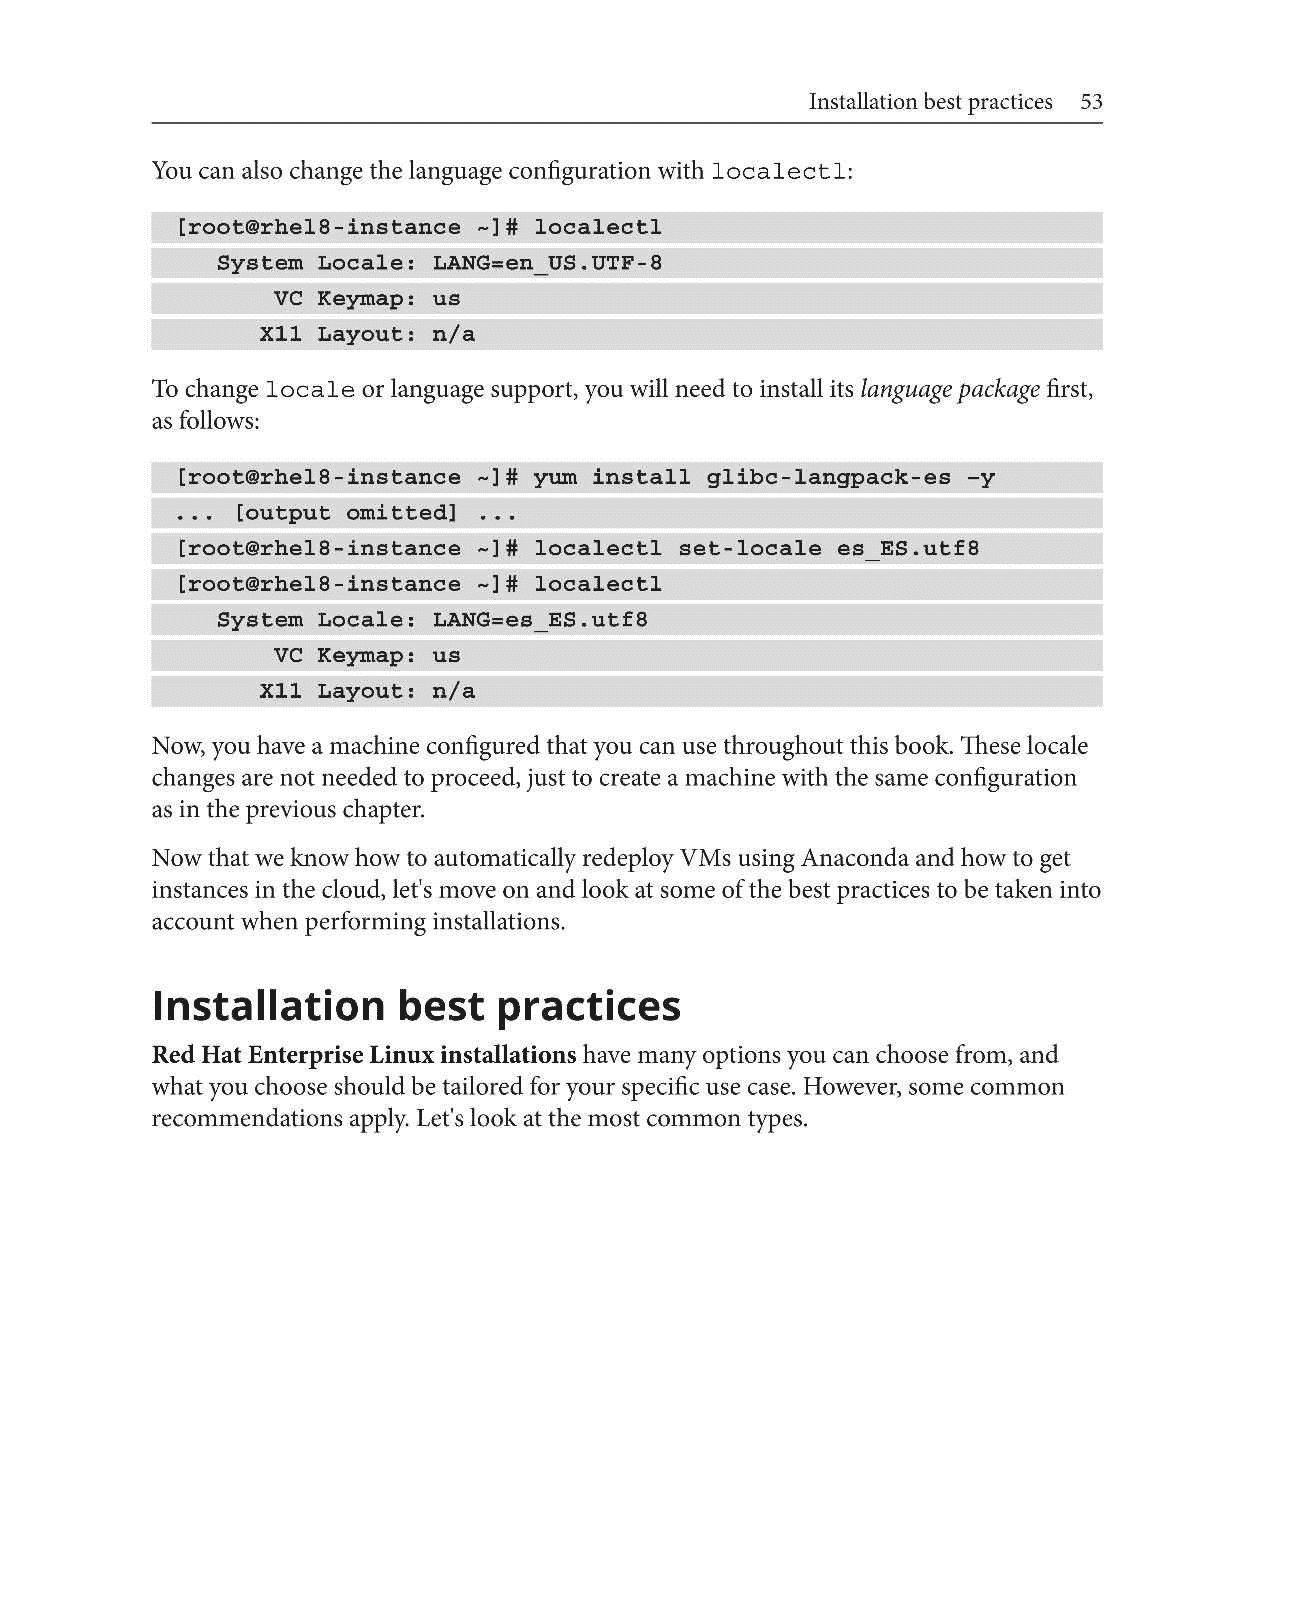 Installation best practices 53
You can also change the language configuration with localectl:
[root@rhel8-instance ~]# localectl
System Locale: LANG=en_US.UTF-8
VC Keymap: us
X11 Layout: n/a
To change locale or language support, you will need to install its language package first,
as follows:
[root@rhel8-instance ~]# yum install glibc-langpack-es –y
... [output omitted] ...
[root@rhel8-instance ~]# localectl set-locale es_ES.utf8
[root@rhel8-instance ~]# localectl
System Locale: LANG=es_ES.utf8
VC Keymap: us
X11 Layout: n/a
Now, you have a machine configured that you can use throughout this book. These locale
changes are not needed to proceed, just to create a machine with the same configuration
as in the previous chapter.
Now that we know how to automatically redeploy VMs using Anaconda and how to get
instances in the cloud, let's move on and look at some of the best practices to be taken into
account when performing installations.
Installation best practices
Red Hat Enterprise Linux installations have many options you can choose from, and
what you choose should be tailored for your specific use case. However, some common
recommendations apply. Let's look at the most common types.